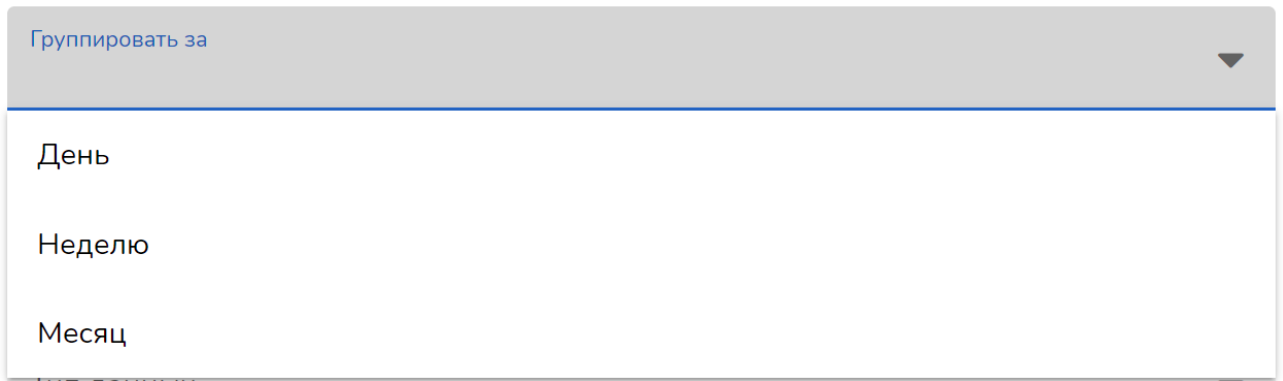 Группировать за
День
Неделю
Месяц